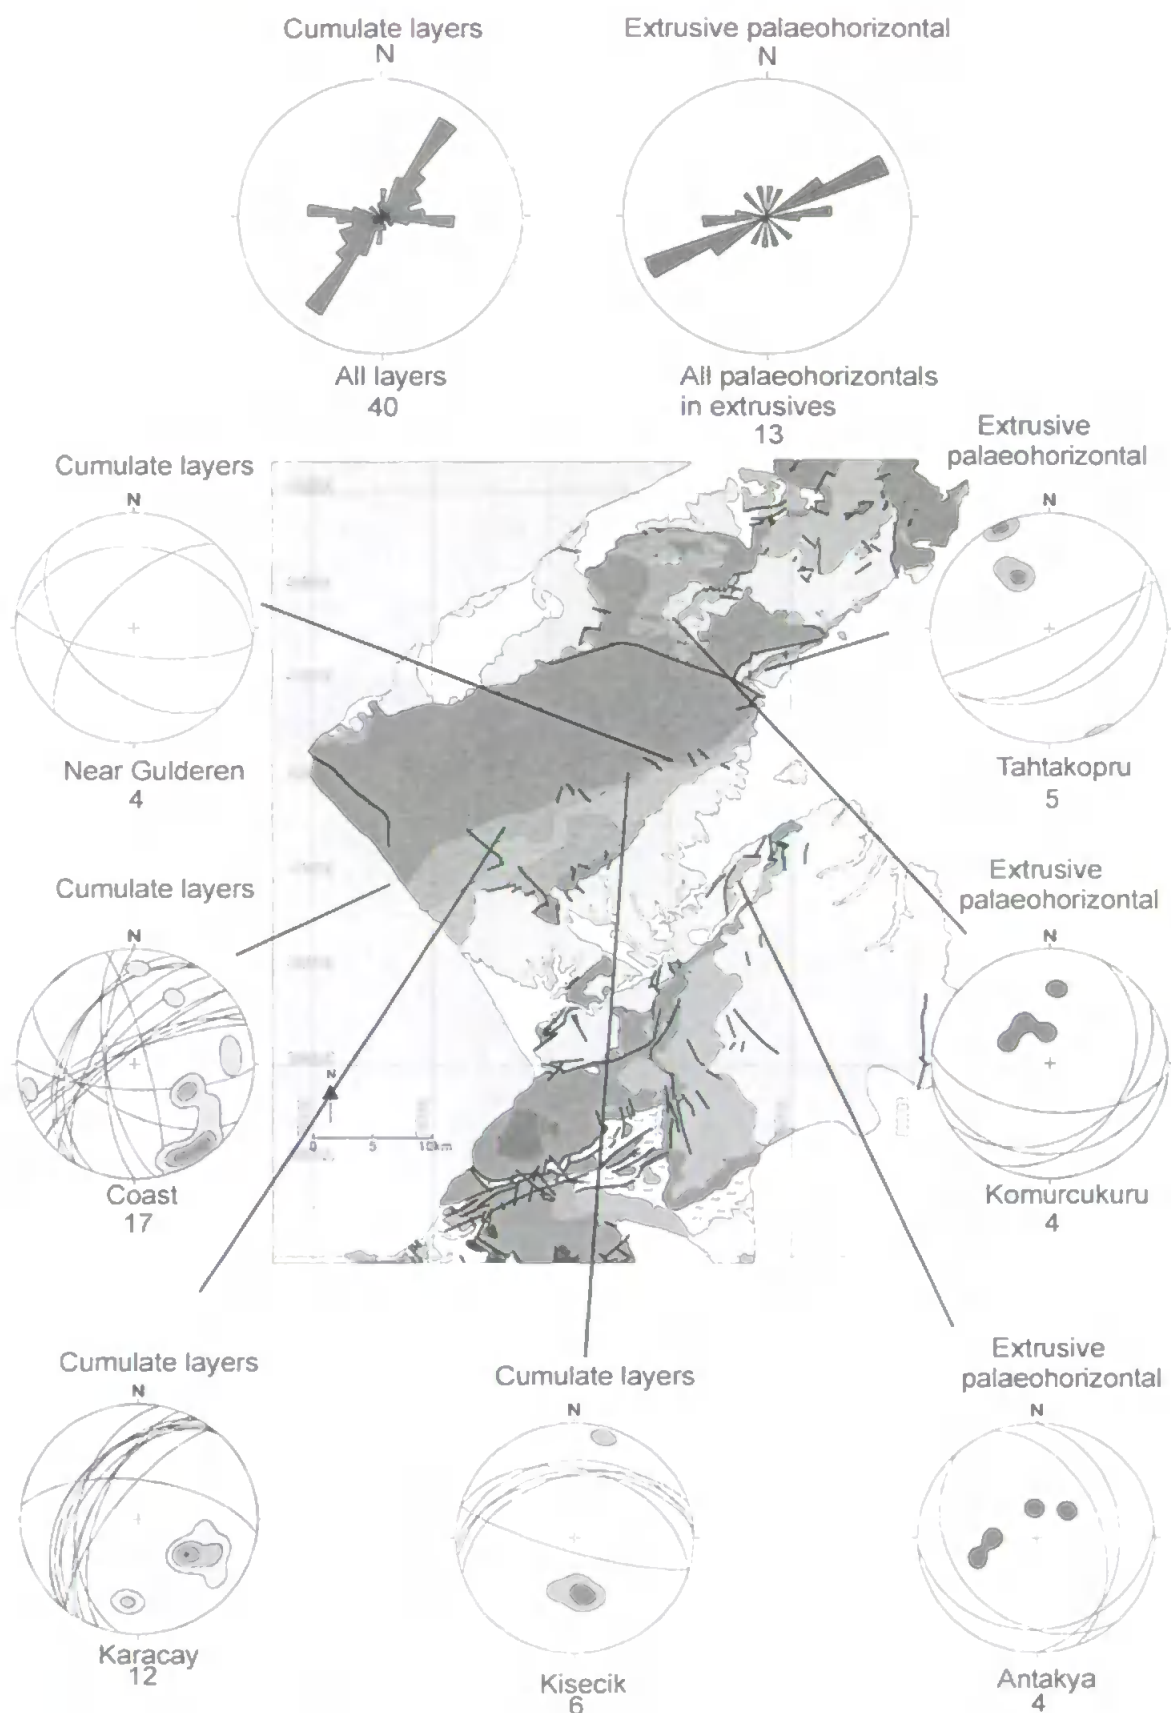 Cumulate layers
N
All layers
40
Extrusive palaeohorizontal
N
All palaeohorizontals
in extrusives
13
Cumulate layers
N
Near Gulderen
4
Extrusive
palaeohorizontal
N
Tahtakopru
5
Cumulate layers
N
Coast
17
Extrusive
palaeohorizontal
N
Komurcukuru
4
N
0 5 10km
Cumulate layers
N
Karacay
12
Cumulate layers
N
Kisecik
6
Extrusive
palaeohorizontal
N
Antakya
4